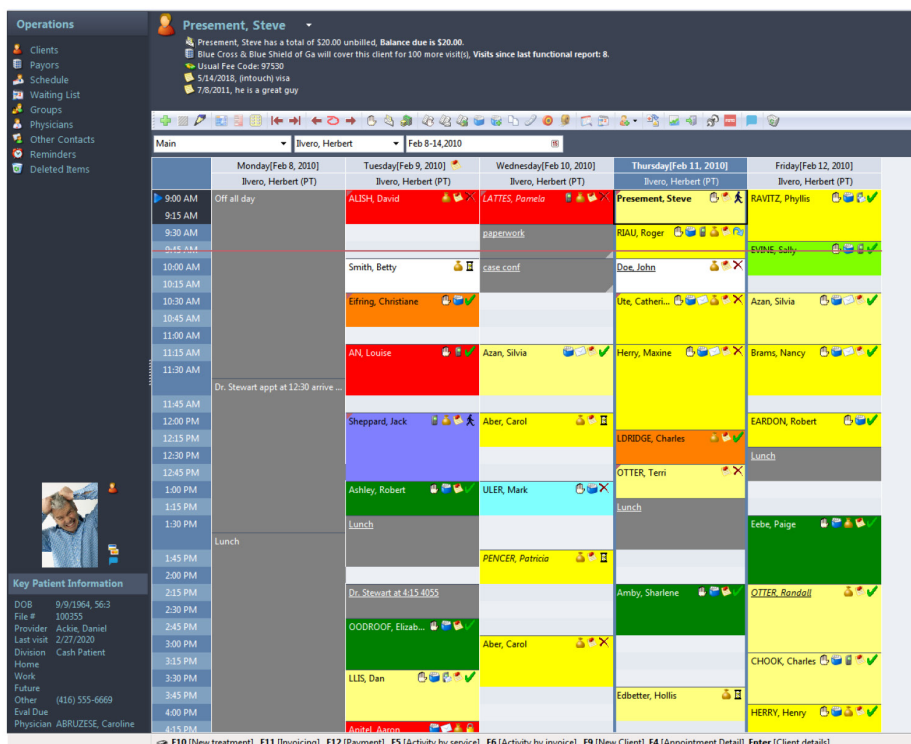 Operations
Clients
Payors
Schedule
Waiting List
Groups
Physicians
Other Contacts
Reminders
Deleted Items
Presement, Steve
Presement, Steve has a total of $20.00 unbilled, Balance due is $20.00.
Blue Cross & Blue Shield of Ga will cover this client for 100 more visit(s), Visits since last functional report: 8.
Usual Fee Code: 97530
5/14/2018, (intouch) visa
7/8/2011, he is a great guy
Main Ilvero, Herbert Feb 8-14,2010
Monday[Feb 8, 2010] Tuesday[Feb 9, 2010] Wednesday[Feb 10, 2010] Thursday[Feb 11, 2010] Friday[Feb 12, 2010]
Ilvero, Herbert (PT) Ilvero, Herbert (PT) Ilvero, Herbert (PT) Ilvero, Herbert (PT) Ilvero, Herbert (PT)
9:00 AM Off all day ALISH, David LATTES, Pamela Presement, Steve RAVITZ, Phyllis
9:15 AM
9:30 AM paperwork RIAU, Roger
9:45 AM EVINE, Sally
10:00 AM Smith, Betty case conf Doe, John
10:15 AM
10:30 AM Eifring, Christiane Ute, Catheri... Azan, Silvia
10:45 AM
11:00 AM
11:15 AM AN, Louise Azan, Silvia Herry, Maxine Brams, Nancy
11:30 AM
Dr. Stewart appt at 12:30 arrive ...
11:45 AM
12:00 PM Sheppard, Jack Aber, Carol EARDON, Robert
12:15 PM LDRIDGE, Charles
12:30 PM Lunch
12:45 PM OTTER, Terri
1:00 PM Ashley, Robert ULER, Mark
1:15 PM Lunch
1:30 PM Lunch Eebe, Paige
Lunch
1:45 PM PENCER, Patricia
2:00 PM
2:15 PM Dr. Stewart at 4:15 4055 Amby, Sharlene OTTER, Randall
2:30 PM
2:45 PM OODROOF, Elizab...
3:00 PM Aber, Carol
3:15 PM CHOOK, Charles
3:30 PM LLIS, Dan
3:45 PM Edbetter, Hollis
4:00 PM HERRY, Henry
4:15 PM Anitel, Aaron
Key Patient Information
DOB 9/9/1964, 56:3
File # 100355
Provider Ackie, Daniel
Last visit 2/27/2020
Division Cash Patient
Home
Work
Future
Other (416) 555-6669
Eval Due
Physician ABRUZESE, Caroline
F10 [New treatment] F11 [Invoicing] F12 [Payment] F5 [Activity by service] F6 [Activity by invoice] F9 [New Client] F4 [Appointment Detail] Enter [Client details]